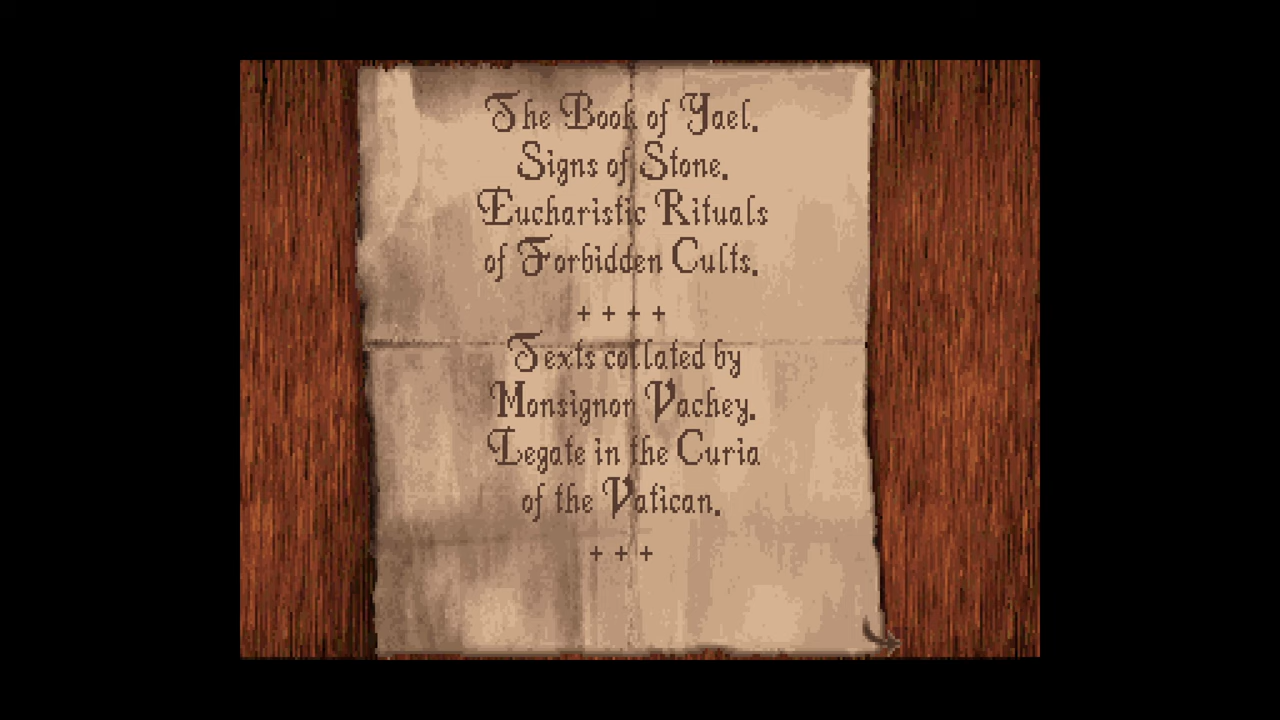 The Book of Yael.
Signs of Stone.
Eucharistic Rituals
of Forbidden Cults.
+ + + +
Texts collated by
Monsignor Vachey.
Legate in the Curia
of the Vatican.
+ + +